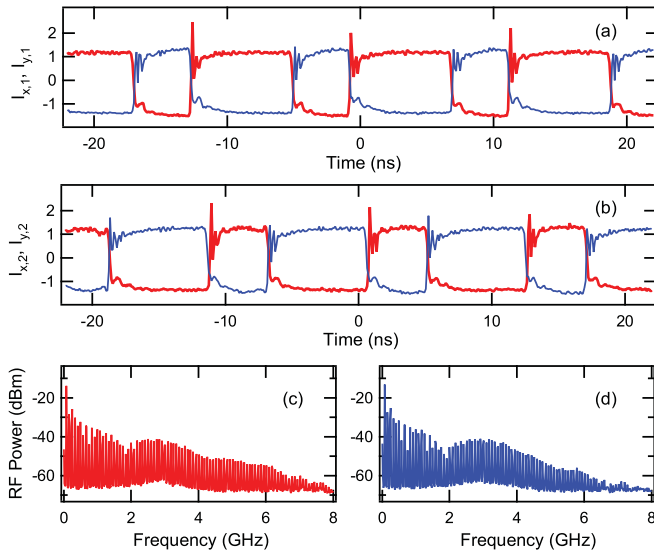 (a)
I_{x,1}, I_{y,1}
2
1
0
-1
-20 -10 0 10 20
Time (ns)
(b)
I_{x,2}, I_{y,2}
2
1
0
-1
-20 -10 0 10 20
Time (ns)
(c) (d)
RF Power (dBm)
-20 -20
-40 -40
-60 -60
0 2 4 6 8 0 2 4 6 8
Frequency (GHz) Frequency (GHz)